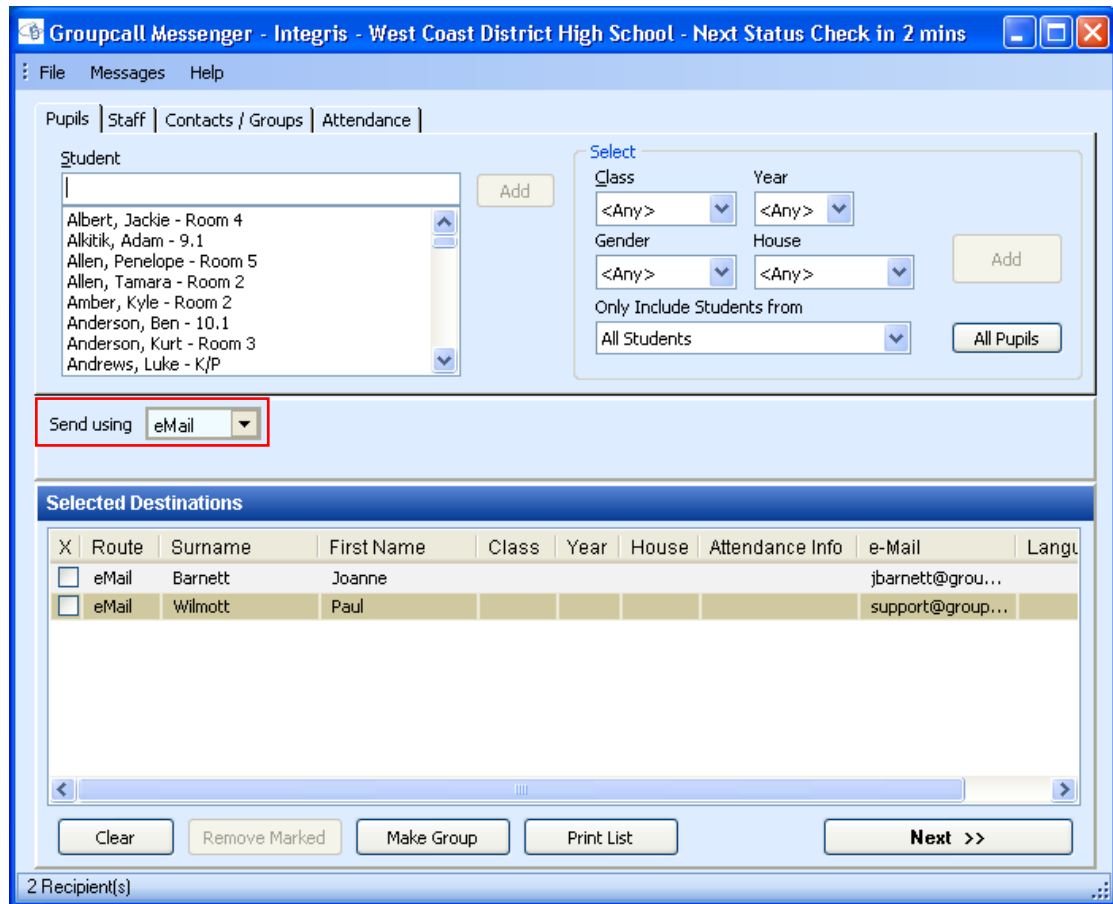 Groupcall Messenger - Integris - West Coast District High School - Next Status Check in 2 mins
File Messages Help
Pupils Staff Contacts / Groups Attendance
Student
Add
Albert, Jackie - Room 4
Alkitik, Adam - 9.1
Allen, Penelope - Room 5
Allen, Tamara - Room 2
Amber, Kyle - Room 2
Anderson, Ben - 10.1
Anderson, Kurt - Room 3
Andrews, Luke - K/P
Select
Class Year
<Any> <Any>
Gender House
<Any> <Any>
Add
Only Include Students from
All Students
All Pupils
Send using eMail
Selected Destinations
X Route Surname First Name Class Year House Attendance Info e-Mail Langu
eMail Barnett Joanne jbarnett@grou...
eMail Wilmott Paul support@group...
Clear Remove Marked Make Group Print List Next >>
2 Recipient(s)